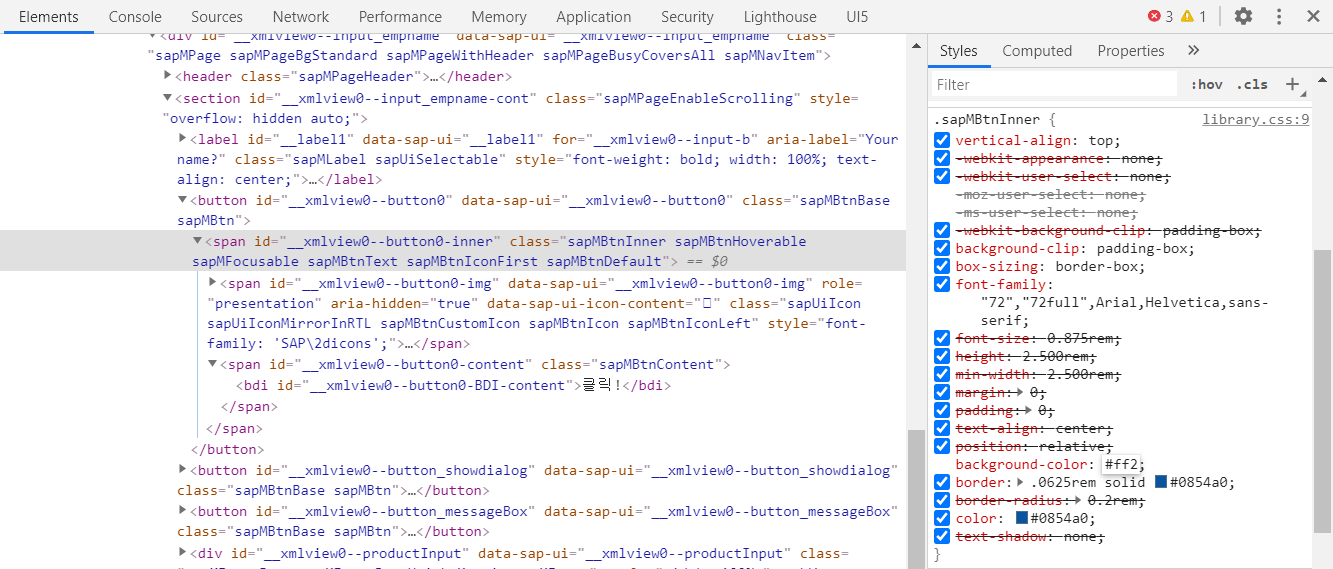 Elements Console Sources Network Performance Memory Application Security Lighthouse UI5 3 1
<div id="__xmlview0--input_empname" data-sap-ui="__xmlview0--input_empname" class=
"sapMPage sapMPageBgStandard sapMPageWithHeader sapMPageBusyCoversAll sapMNavItem">
<header class="sapMPageHeader">…</header>
<section id="__xmlview0--input_empname-cont" class="sapMPageEnableScrolling" style=
"overflow: hidden auto;">
<label id="__label1" data-sap-ui="__label1" for="__xmlview0--input-b" aria-label="Your
name?" class="sapMLabel sapUiSelectable" style="font-weight: bold; width: 100%; text-
align: center;">…</label>
<button id="__xmlview0--button0" data-sap-ui="__xmlview0--button0" class="sapMBtnBase
sapMBtn">
<span id="__xmlview0--button0-inner" class="sapMBtnInner sapMBtnHoverable
sapMFocusable sapMBtnText sapMBtnIconFirst sapMBtnDefault"> == $0
<span id="__xmlview0--button0-img" data-sap-ui="__xmlview0--button0-img" role=
"presentation" aria-hidden="true" data-sap-ui-icon-content="" class="sapUiIcon
sapUiIconMirrorInRTL sapMBtnCustomIcon sapMBtnIcon sapMBtnIconLeft" style="font-
family: 'SAP\2dicons';">…</span>
<span id="__xmlview0--button0-content" class="sapMBtnContent">
<bdi id="__xmlview0--button0-BDI-content">클릭!</bdi>
</span>
</span>
</button>
<button id="__xmlview0--button_showdialog" data-sap-ui="__xmlview0--button_showdialog"
class="sapMBtnBase sapMBtn">…</button>
<button id="__xmlview0--button_messageBox" data-sap-ui="__xmlview0--button_messageBox"
class="sapMBtnBase sapMBtn">…</button>
<div id="__xmlview0--productInput" data-sap-ui="__xmlview0--productInput" class=
Styles Computed Properties »
Filter :hov .cls +
.sapMBtnInner { library.css:9
vertical-align: top;
-webkit-appearance: none;
-webkit-user-select: none;
-moz-user-select: none;
-ms-user-select: none;
-webkit-background-clip: padding-box;
background-clip: padding-box;
box-sizing: border-box;
font-family:
"72","72full",Arial,Helvetica,sans-
serif;
font-size: 0.875rem;
height: 2.500rem;
min-width: 2.500rem;
margin: 0;
padding: 0;
text-align: center;
position: relative;
background-color: #ff2;
border: .0625rem solid #0854a0;
border-radius: 0.2rem;
color: #0854a0;
text-shadow: none;
}